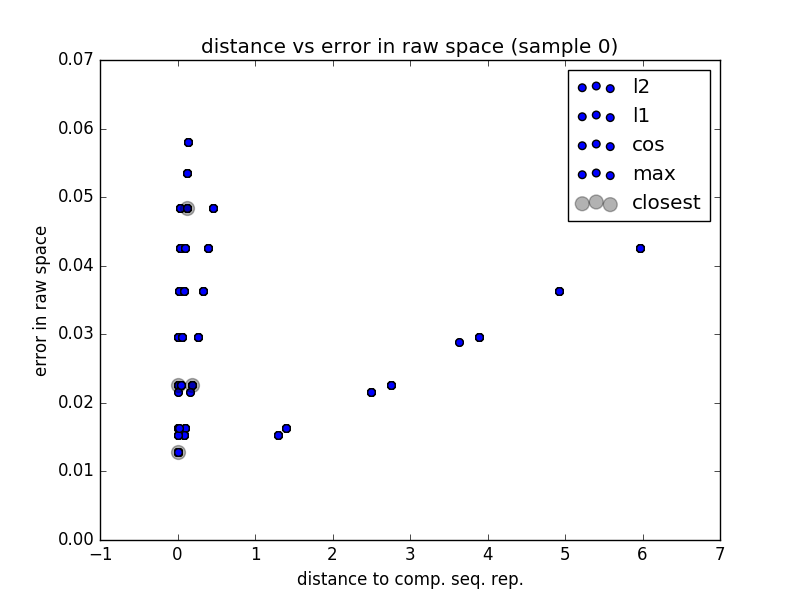 distance vs error in raw space (sample 0)
0.07
0.06
0.05
0.04
0.03
0.02
0.01
0.00
error in raw space
l2
l1
cos
max
closest
−1 0 1 2 3 4 5 6 7
distance to comp. seq. rep.